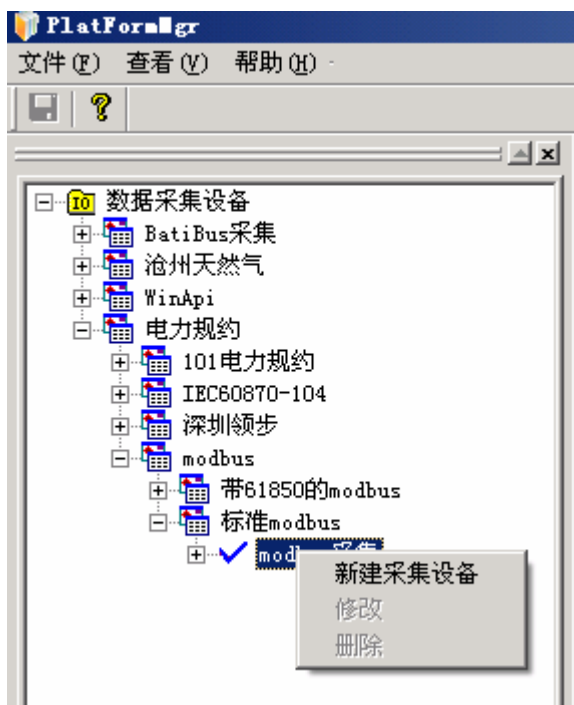 PlatFormMgr
文件(F) 查看(V) 帮助(H)
数据采集设备
BatiBus采集
沧州天然气
WinApi
电力规约
101电力规约
IEC60870-104
深圳领步
modbus
带61850的modbus
标准modbus
新建采集设备
修改
删除